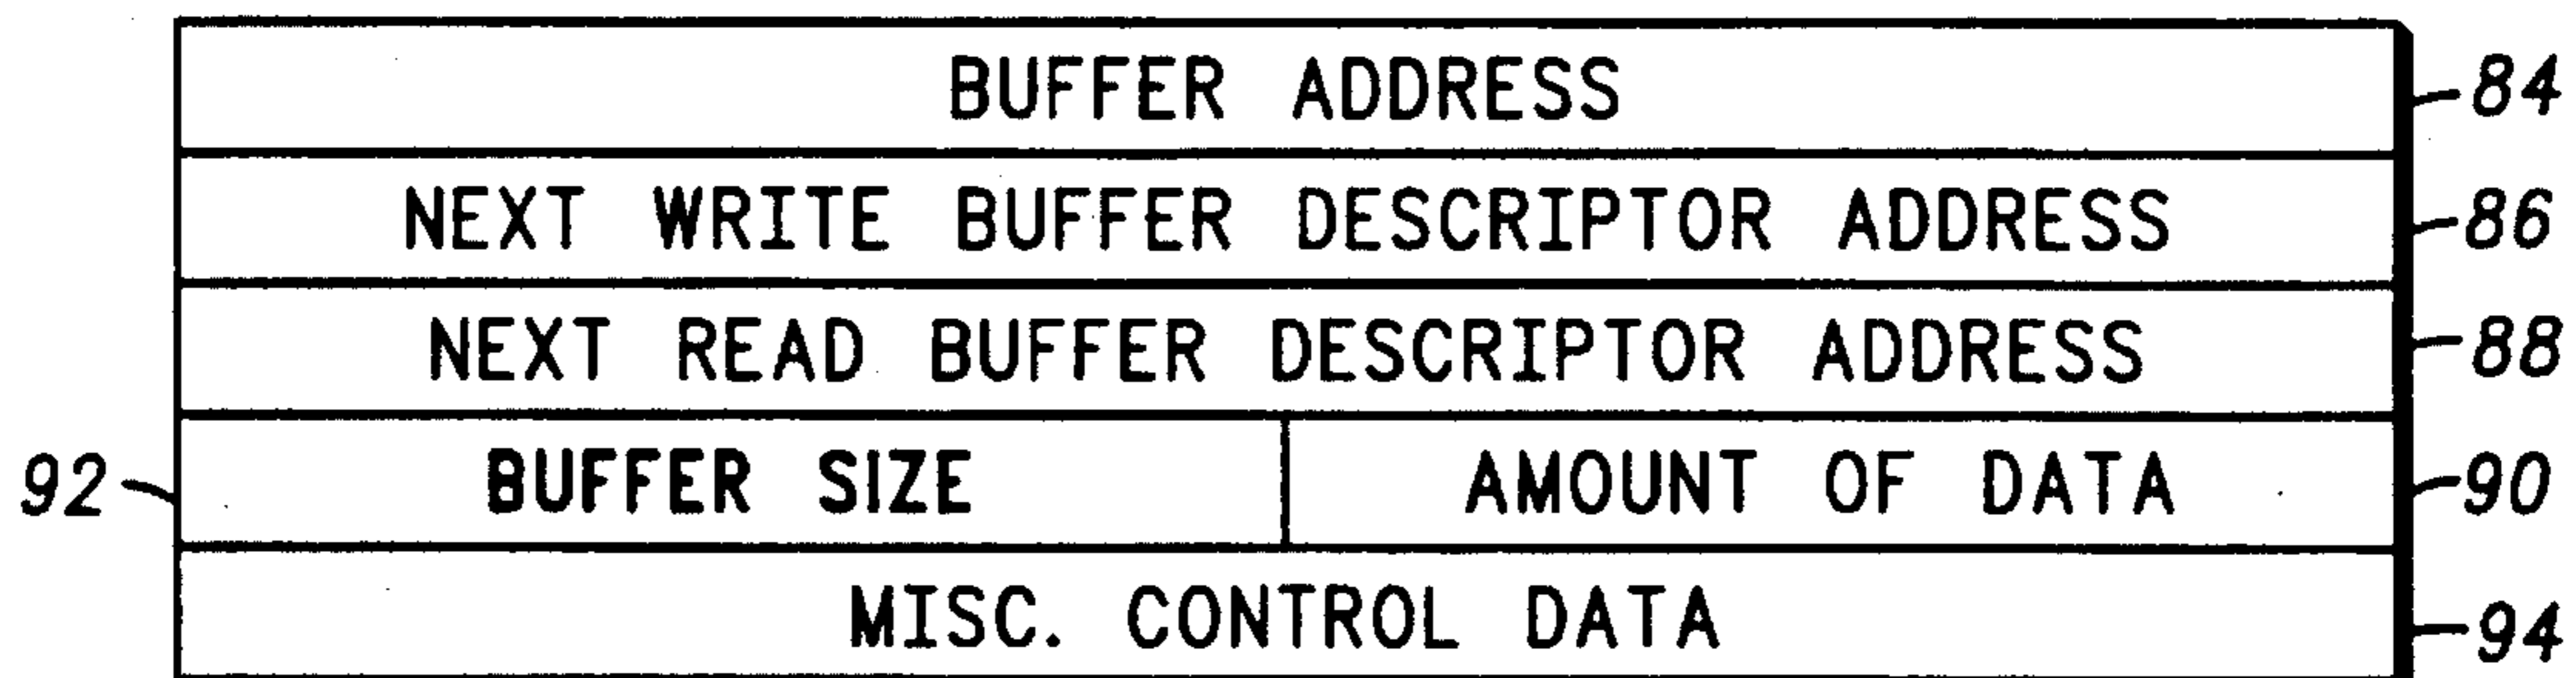 BUFFER ADDRESS 84
NEXT WRITE BUFFER DESCRIPTOR ADDRESS 86
NEXT READ BUFFER DESCRIPTOR ADDRESS 88
92 BUFFER SIZE AMOUNT OF DATA 90
MISC. CONTROL DATA 94